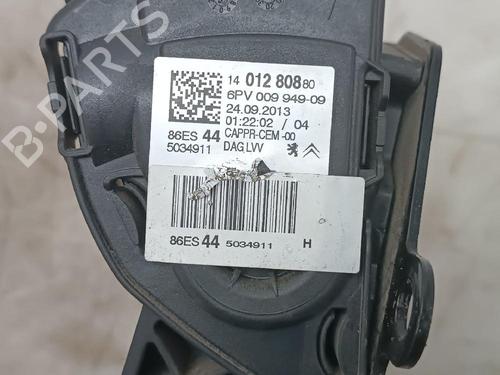 B-PARTS
14 012 808 80
6PV 009 949-09
24.09.2013
01:22:02 / 04
86ES 44 CAPPR-CEM-00
5034911 DAG LVV
86ES 44 5034911 H